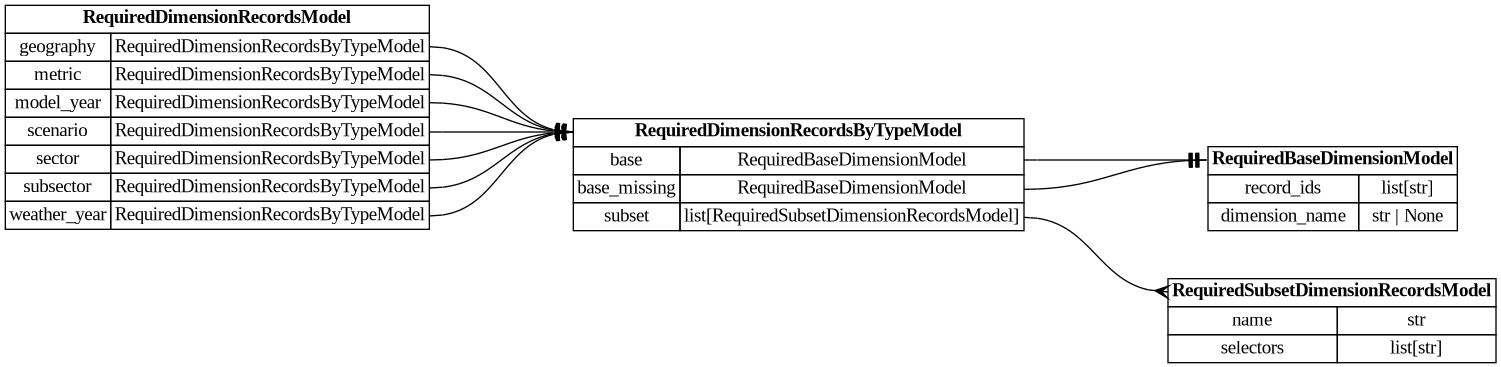 RequiredDimensionRecordsModel
geography RequiredDimensionRecordsByTypeModel
metric RequiredDimensionRecordsByTypeModel
model_year RequiredDimensionRecordsByTypeModel
scenario RequiredDimensionRecordsByTypeModel
sector RequiredDimensionRecordsByTypeModel
subsector RequiredDimensionRecordsByTypeModel
weather_year RequiredDimensionRecordsByTypeModel
RequiredDimensionRecordsByTypeModel
base RequiredBaseDimensionModel
base_missing RequiredBaseDimensionModel
subset list[RequiredSubsetDimensionRecordsModel]
RequiredBaseDimensionModel
record_ids list[str]
dimension_name str | None
RequiredSubsetDimensionRecordsModel
name str
selectors list[str]